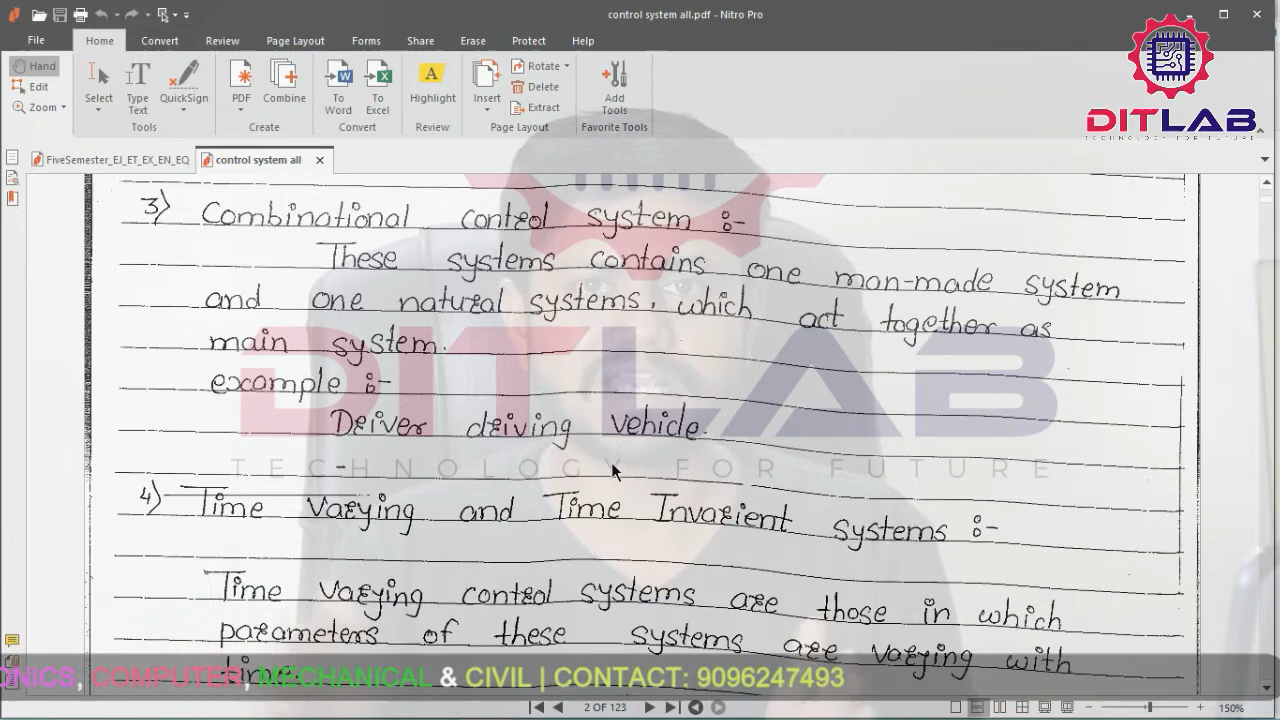 control system all.pdf - Nitro Pro
File Home Convert Review Page Layout Forms Share Erase Protect Help
Hand
Edit
Zoom
Select
Type Text
QuickSign
PDF
Combine
To Word
To Excel
Highlight
Insert
Rotate
Delete
Extract
Add Tools
Tools Create Convert Review Page Layout Favorite Tools
DITLAB
TECHNOLOGY FOR FUTURE
FiveSemester_EJ_ET_EX_EN_EQ control system all
3) Combinational control system :-
These systems contains one man-made system
and one natural systems, which act together as
main system.
example :-
Driver driving vehicle.
DITLAB
TECHNOLOGY FOR FUTURE
4) Time Varying and Time Invarient systems :-
Time Varying control systems are those in which
parameters of these systems are varying with
ONICS, COMPUTER, MECHANICAL & CIVIL | CONTACT: 9096247493
2 OF 123
150%